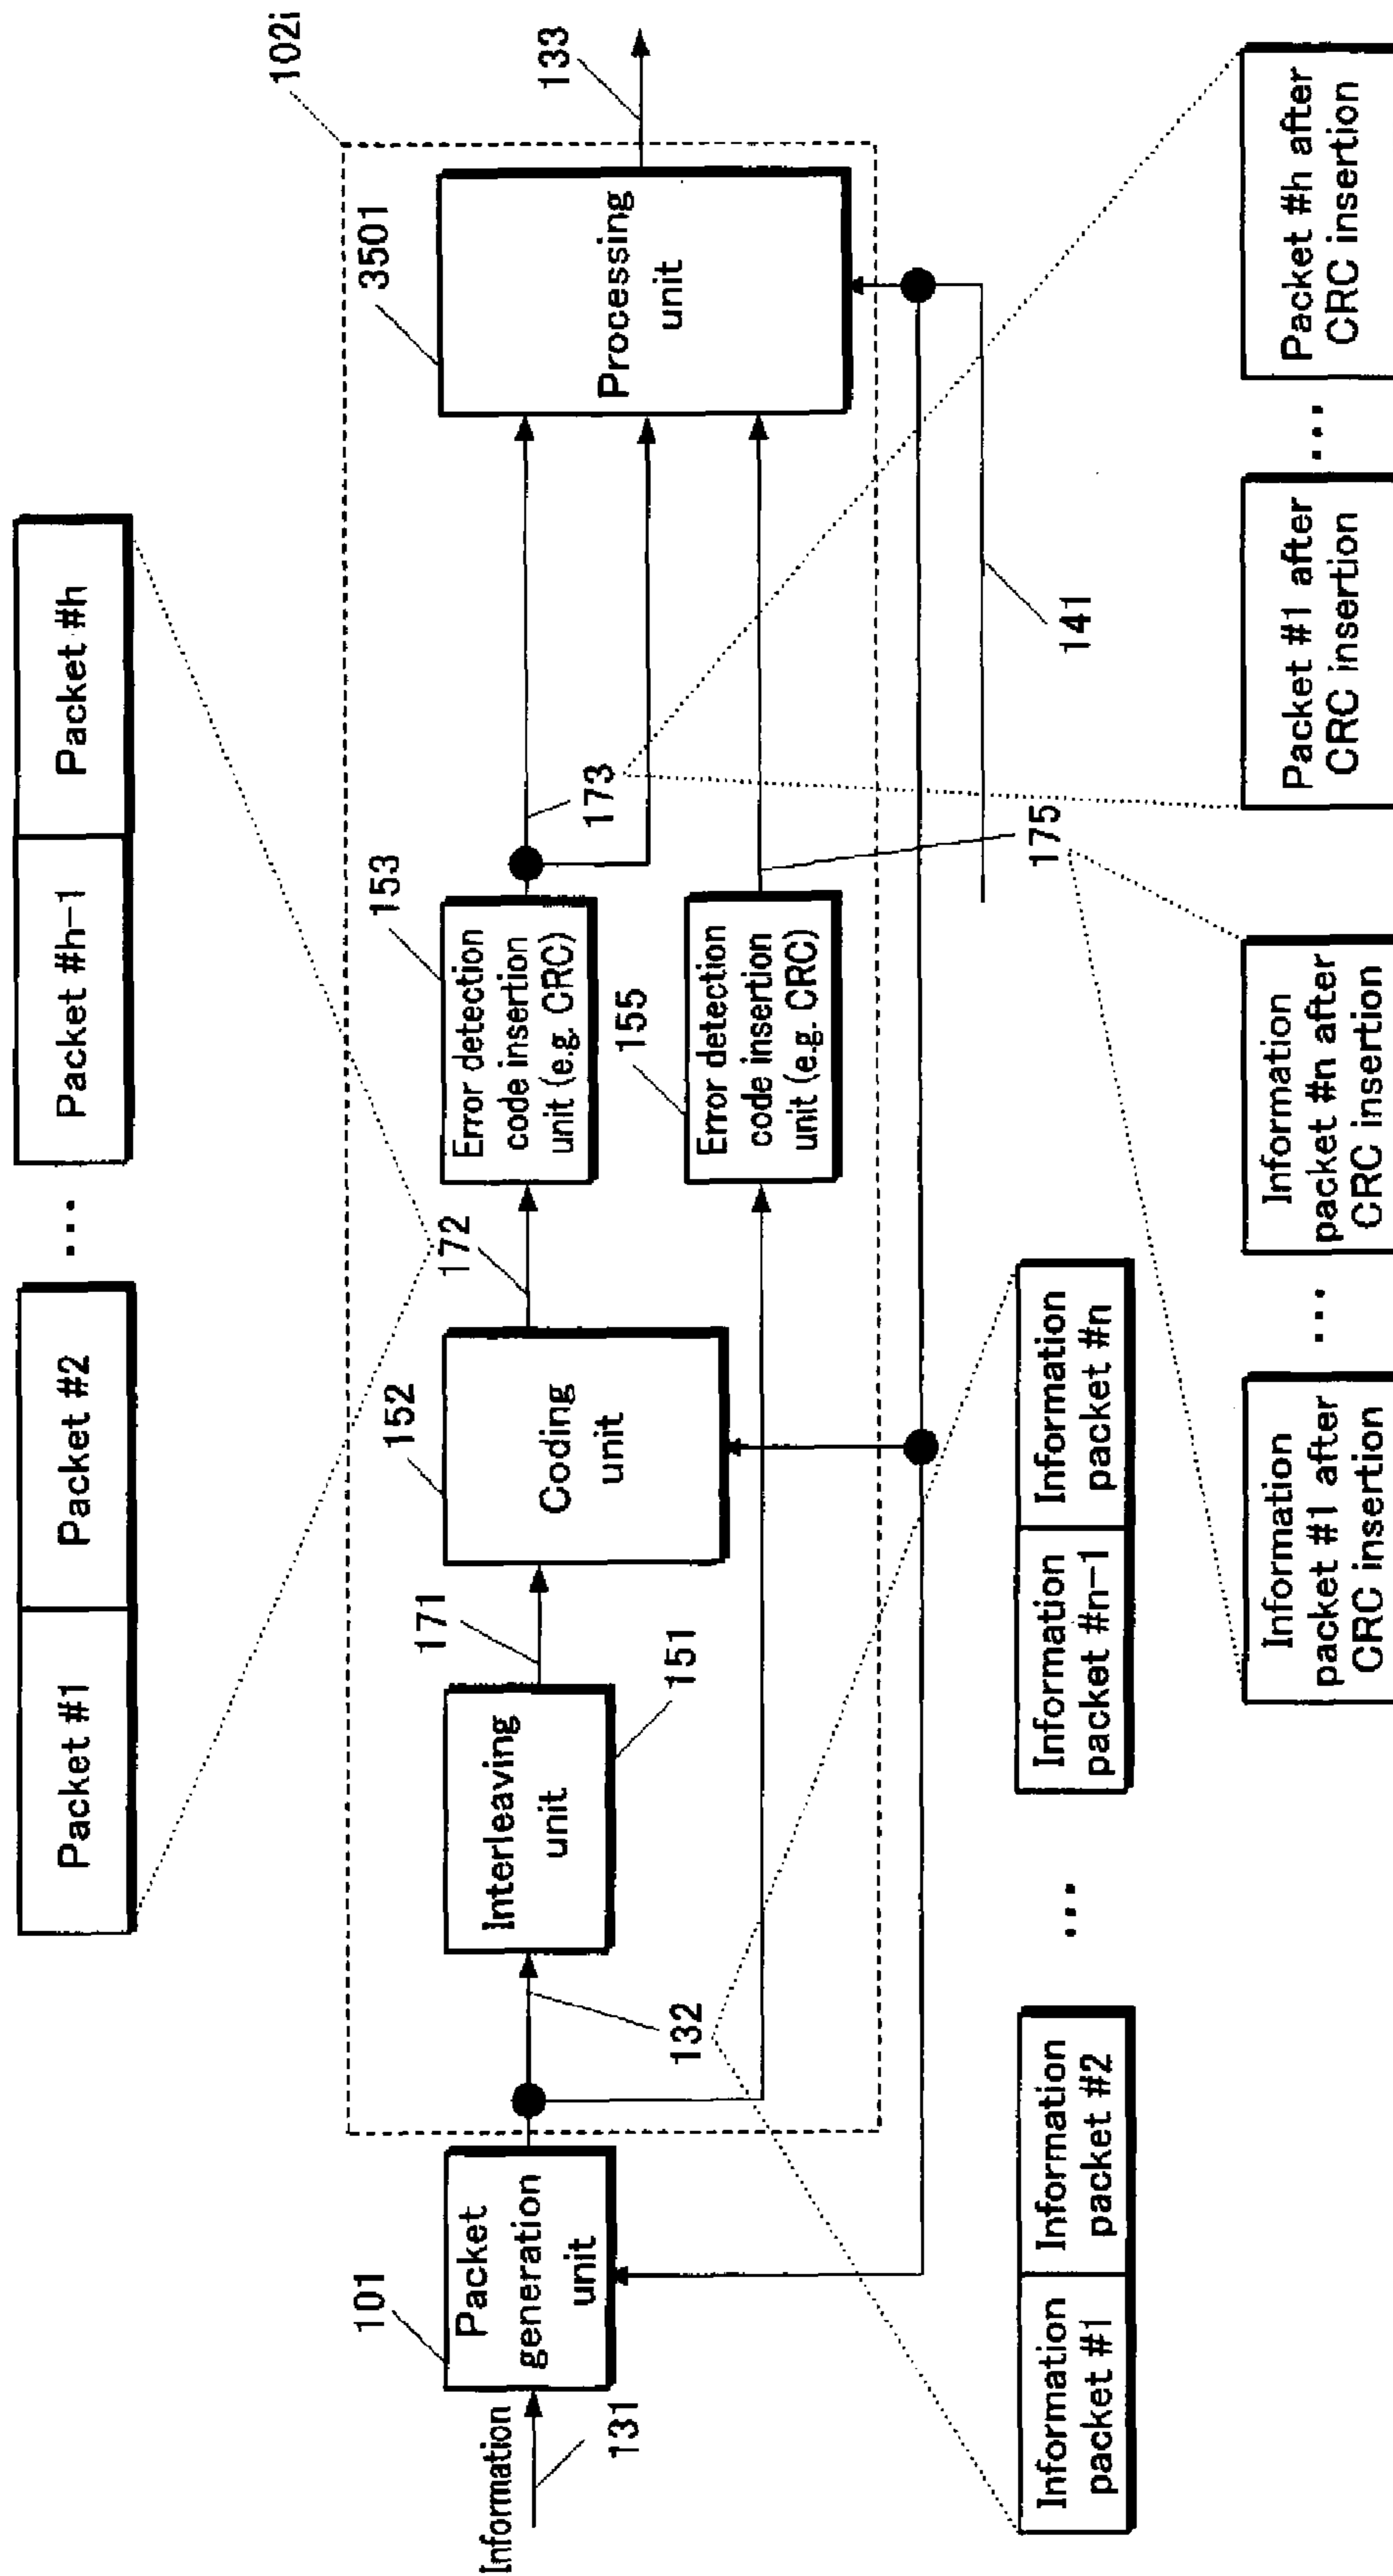 Packet #1
Packet #2
...
Packet #h-1
Packet #h
102i
Information
131
101
Packet
generation
unit
132
Interleaving
unit
151
171
152
Coding
unit
172
153
Error detection
code insertion
unit (e.g. CRC)
155
Error detection
code insertion
unit (e.g. CRC)
173
175
3501
Processing
unit
133
141
Information
packet #1
Information
packet #2
...
Information
packet #n-1
Information
packet #n
Information
packet #1 after
CRC insertion
...
Information
packet #n after
CRC insertion
Packet #1 after
CRC insertion
...
Packet #h after
CRC insertion